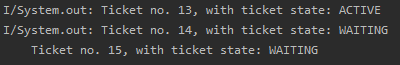 I/System.out: Ticket no. 13, with ticket state: ACTIVE
I/System.out: Ticket no. 14, with ticket state: WAITING
    Ticket no. 15, with ticket state: WAITING